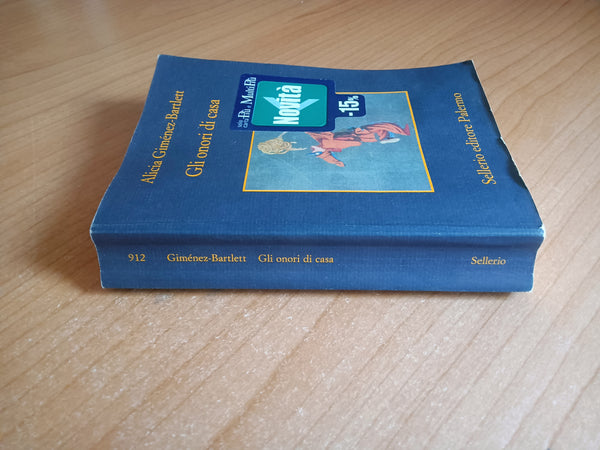 Alicia Giménez-Bartlett
Gli onori di casa
Novità
-15%
Sellerio editore Palermo
912 Giménez-Bartlett Gli onori di casa Sellerio